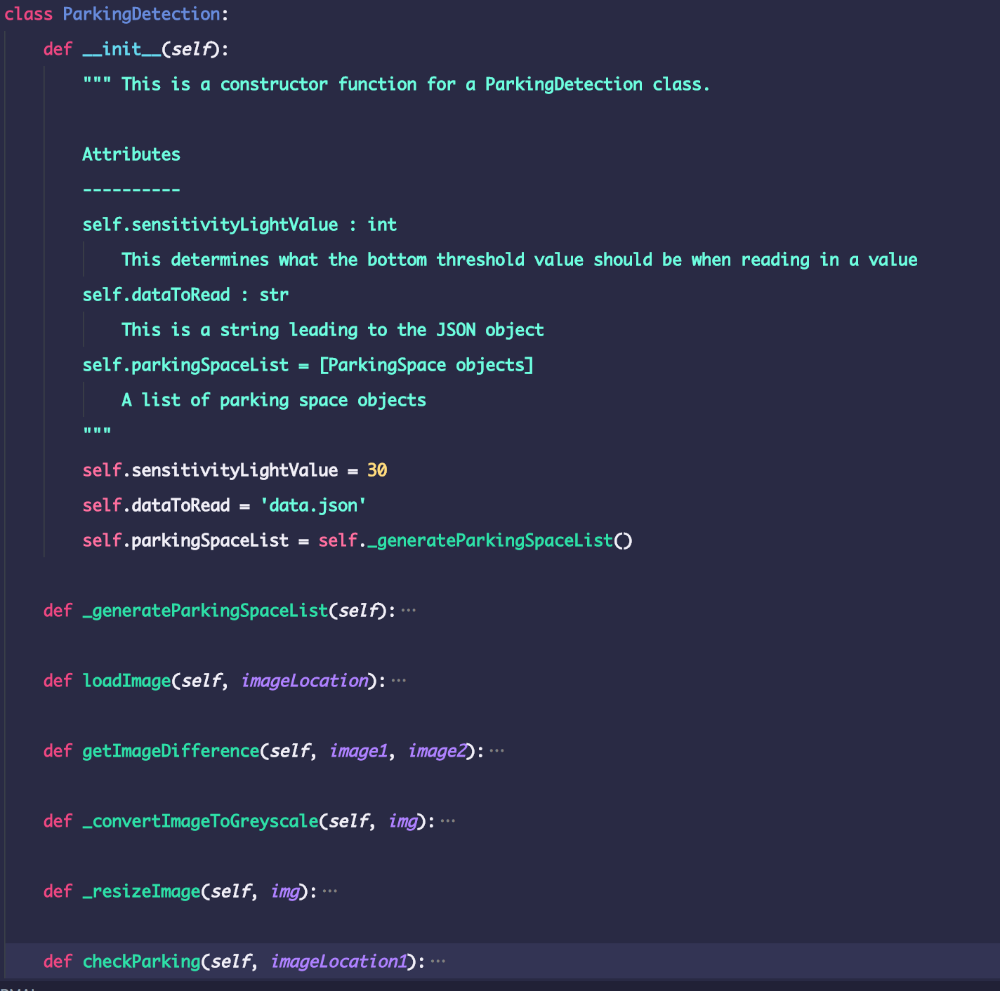 class ParkingDetection:
def __init__(self):
""" This is a constructor function for a ParkingDetection class.
Attributes
----------
self.sensitivityLightValue : int
This determines what the bottom threshold value should be when reading in a value
self.dataToRead : str
This is a string leading to the JSON object
self.parkingSpaceList = [ParkingSpace objects]
A list of parking space objects
"""
self.sensitivityLightValue = 30
self.dataToRead = 'data.json'
self.parkingSpaceList = self._generateParkingSpaceList()
def _generateParkingSpaceList(self):···
def loadImage(self, imageLocation):···
def getImageDifference(self, image1, image2):···
def _convertImageToGreyscale(self, img):···
def _resizeImage(self, img):···
def checkParking(self, imageLocation1):···